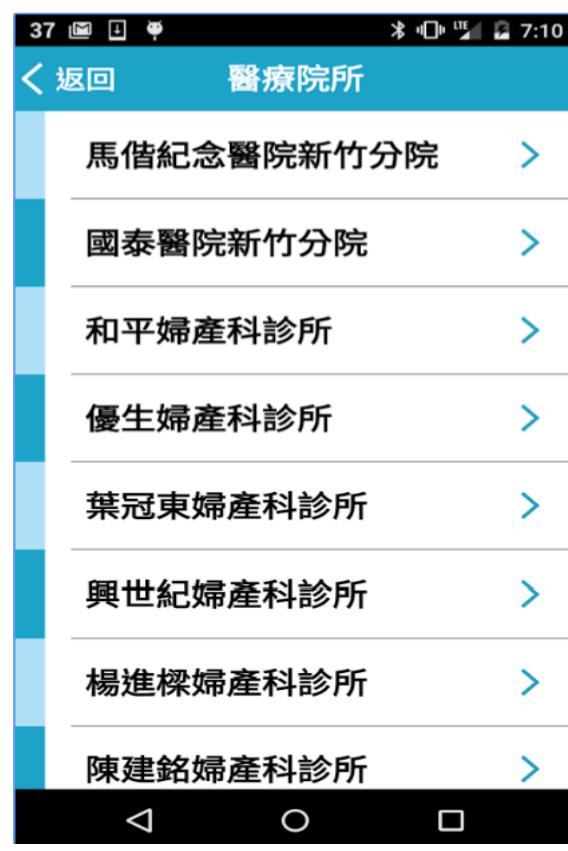 37 LTE 7:10
返回 醫療院所
馬偕紀念醫院新竹分院
國泰醫院新竹分院
和平婦產科診所
優生婦產科診所
葉冠東婦產科診所
興世紀婦產科診所
楊進樑婦產科診所
陳建銘婦產科診所